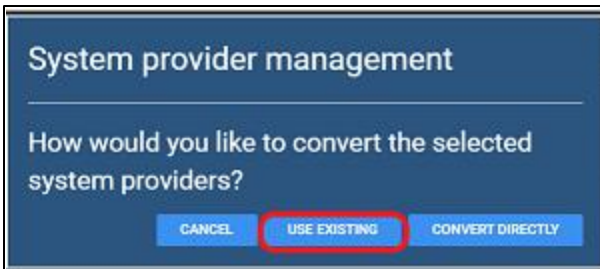 System provider management
How would you like to convert the selected
system providers?
CANCEL USE EXISTING CONVERT DIRECTLY